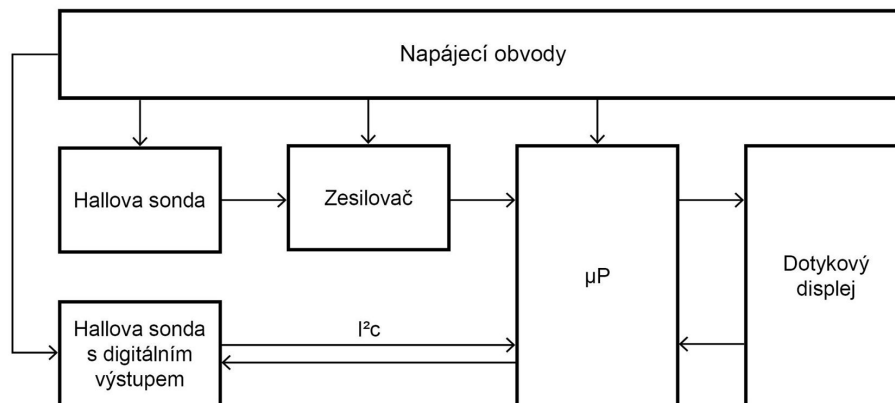 Napájecí obvody
Hallova sonda
Zesilovač
µP
Dotykový
displej
Hallova sonda
s digitálním
výstupem
I²c